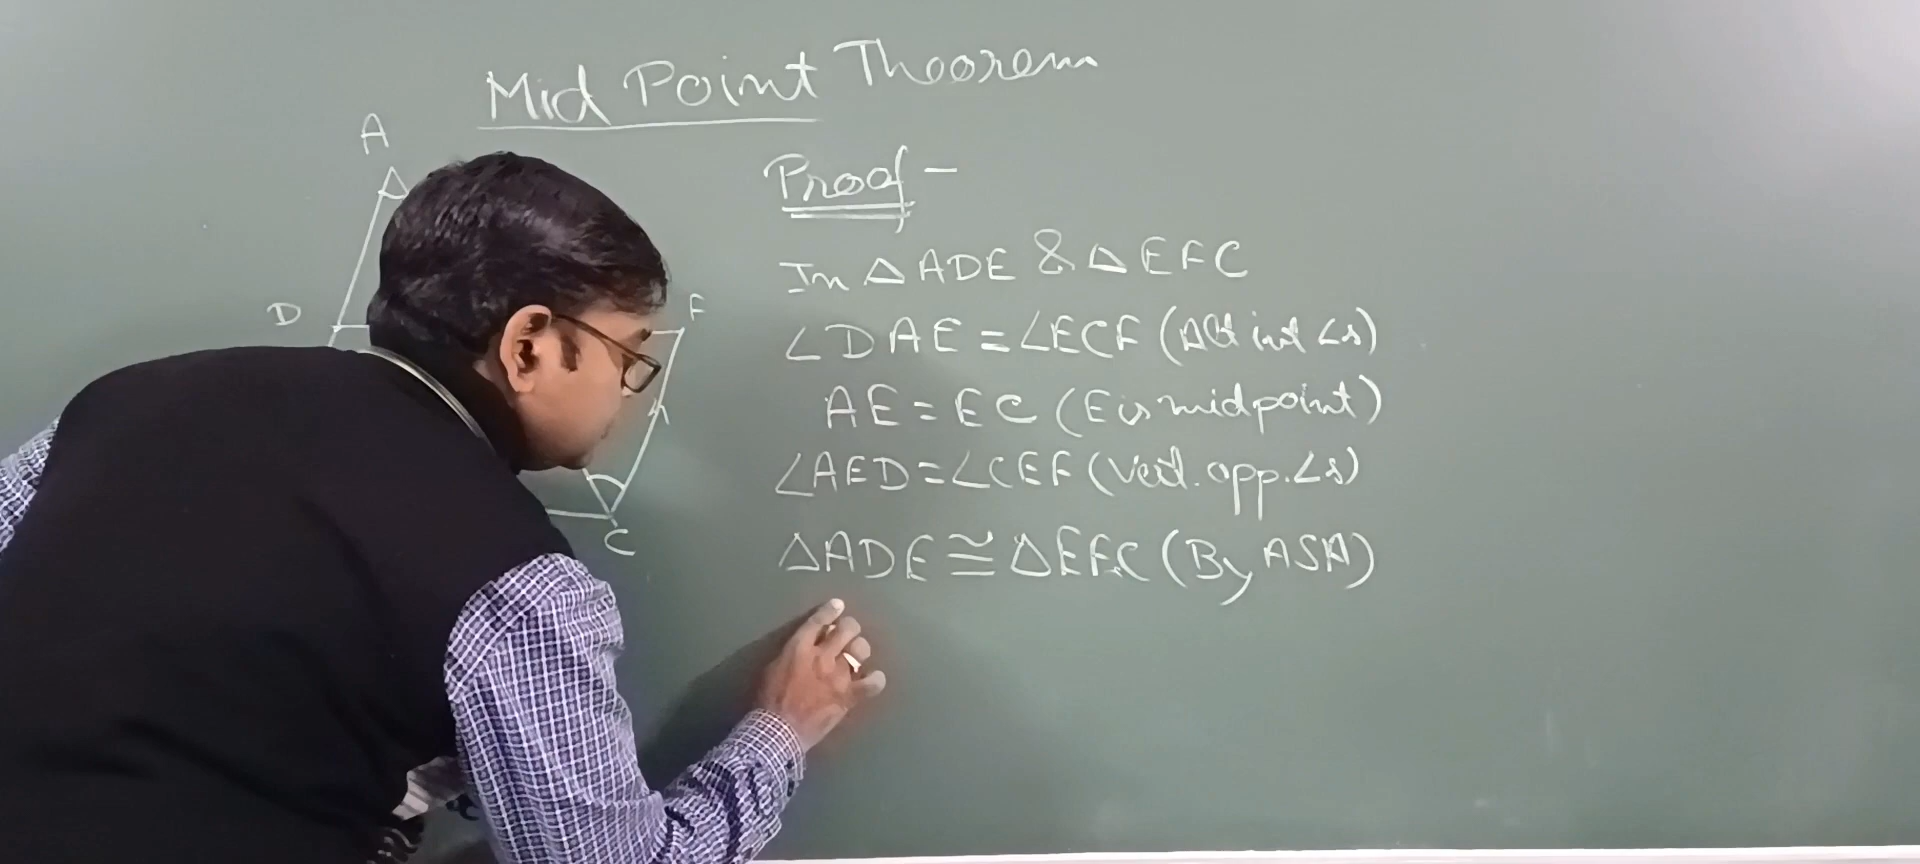 Mid Point Theorem
A
D
F
C
Proof -
In △ ADE & △ EFC
∠DAE = ∠ECF (Alt int ∠s)
AE = EC (E is midpoint)
∠AED = ∠CEF (Vert. opp. ∠s)
△ADE ≅ △EFC (By ASA)